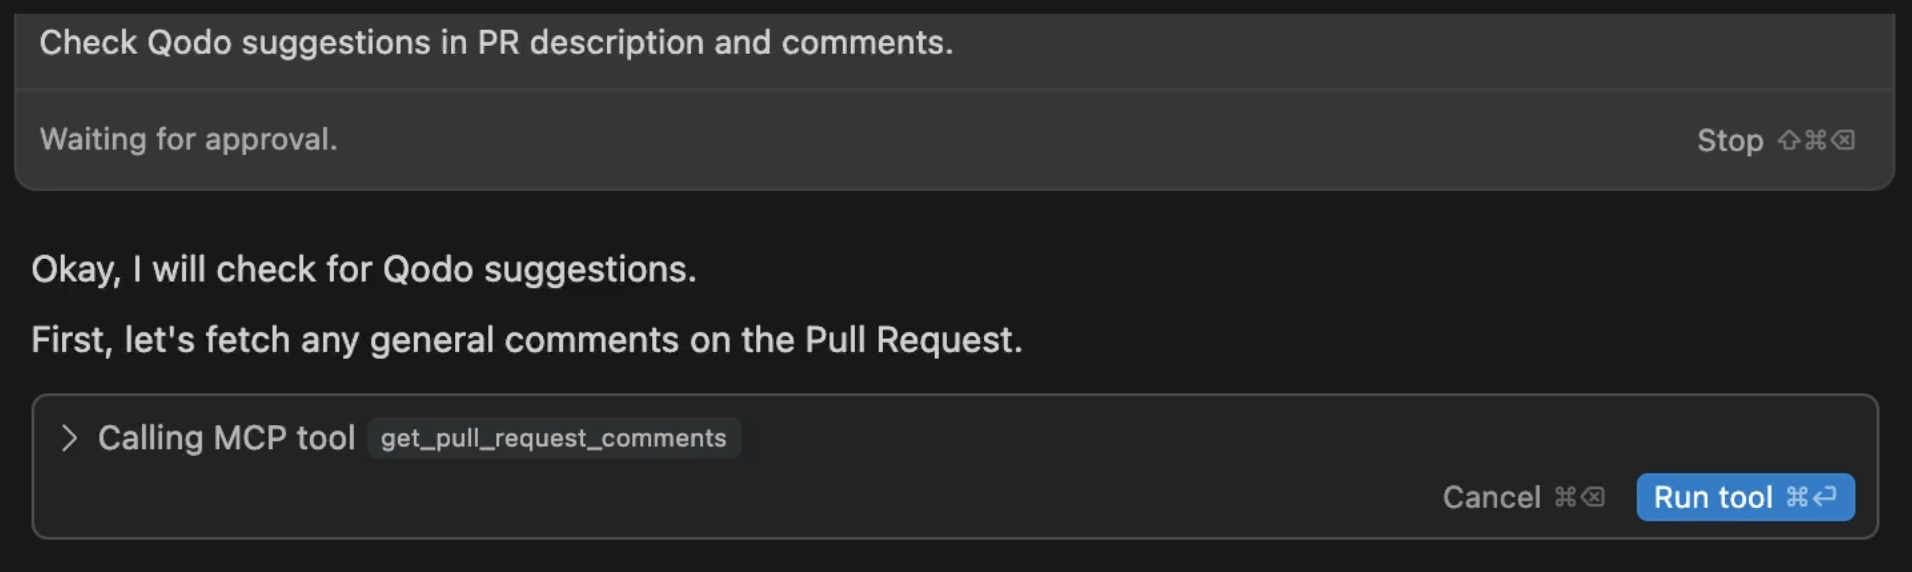 Check Qodo suggestions in PR description and comments.
Waiting for approval.
Stop ⇧⌘⌫
Okay, I will check for Qodo suggestions.
First, let's fetch any general comments on the Pull Request.
Calling MCP tool get_pull_request_comments
Cancel ⌘⌫ Run tool ⌘⏎